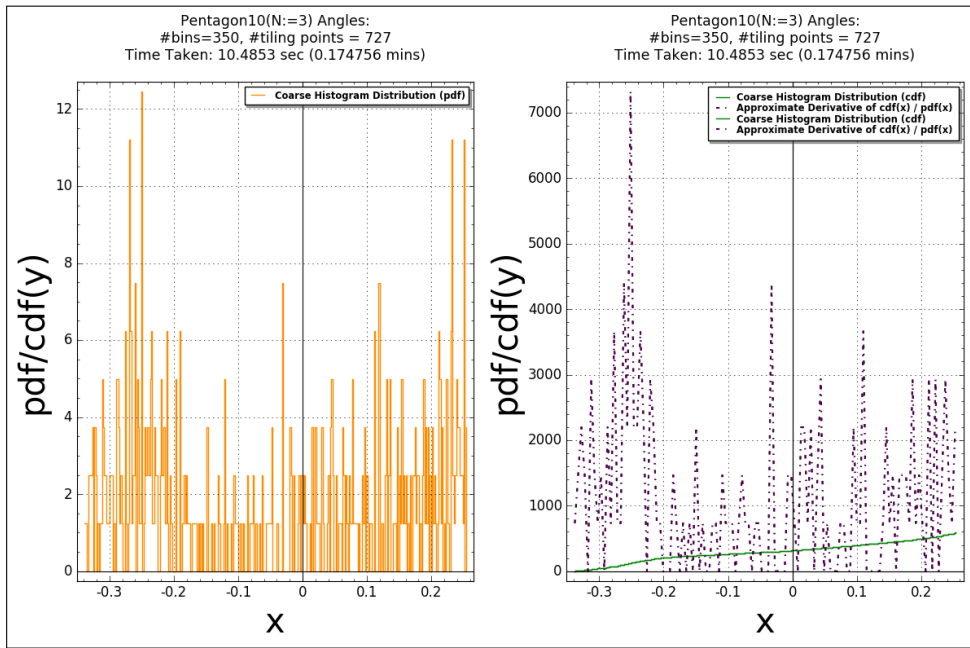 Pentagon10(N:=3) Angles:
#bins=350, #tiling points = 727
Time Taken: 10.4853 sec (0.174756 mins)
Coarse Histogram Distribution (pdf)
12
10
8
6
4
2
0
-0.3
-0.2
-0.1
0
0.1
0.2
pdf/cdf(y)
x
Pentagon10(N:=3) Angles:
#bins=350, #tiling points = 727
Time Taken: 10.4853 sec (0.174756 mins)
Coarse Histogram Distribution (cdf)
Approximate Derivative of cdf(x) / pdf(x)
Coarse Histogram Distribution (cdf)
Approximate Derivative of cdf(x) / pdf(x)
7000
6000
5000
4000
3000
2000
1000
0
-0.3
-0.2
-0.1
0
0.1
0.2
pdf/cdf(y)
x